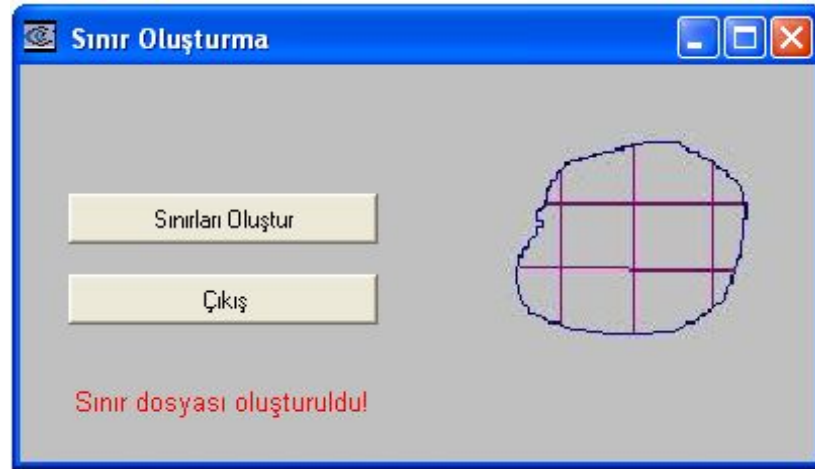 Sınır Oluşturma
Sınırları Oluştur
Çıkış
Sınır dosyası oluşturuldu!